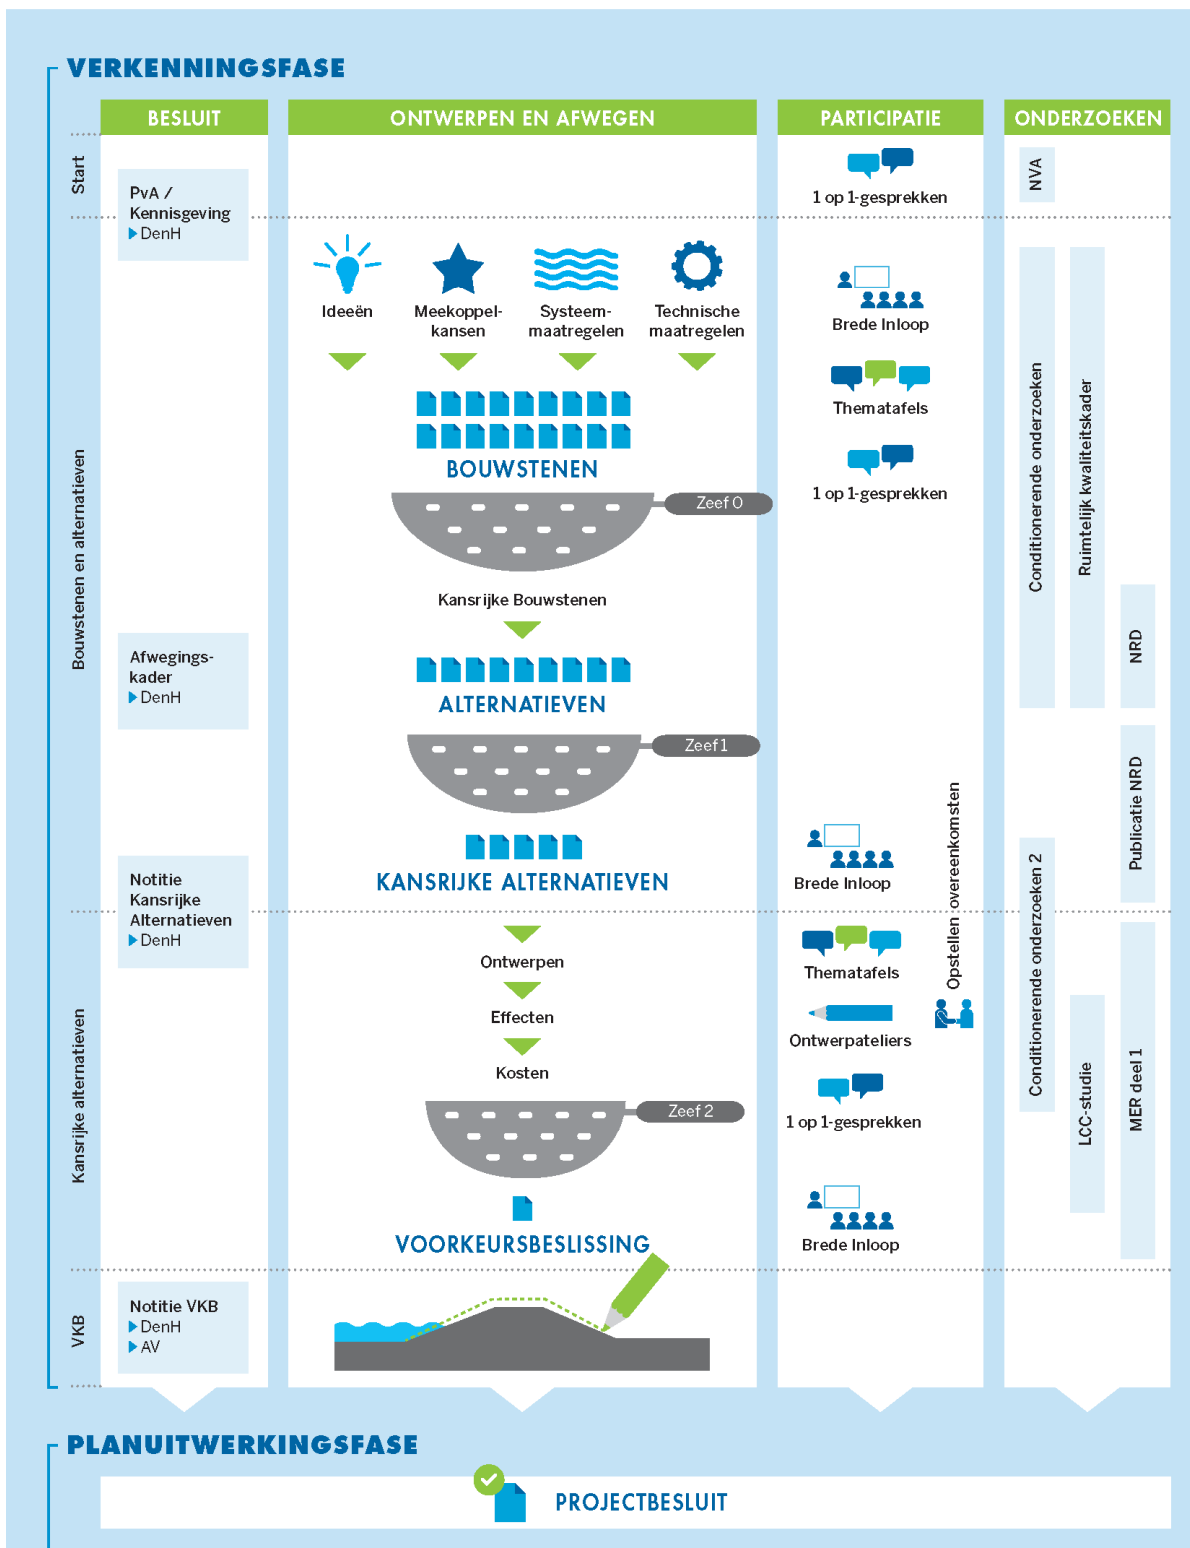 VERKENNINGSFASE
BESLUIT
ONTWERPEN EN AFWEGEN
PARTICIPATIE
ONDERZOEKEN
Start
PvA /
Kennisgeving
DenH
1 op 1-gesprekken
NVA
Bouwstenen en alternatieven
Ideeën
Meekoppel-
kansen
Systeem-
maatregelen
Technische
maatregelen
BOUWSTENEN
Zeef 0
Kansrijke Bouwstenen
Afwegings-
kader
DenH
ALTERNATIEVEN
Zeef 1
KANSRIJKE ALTERNATIEVEN
Notitie
Kansrijke
Alternatieven
DenH
Brede Inloop
Thematafels
1 op 1-gesprekken
Brede Inloop
Conditionerende onderzoeken
Ruimtelijk kwaliteitskader
NRD
Publicatie NRD
Opstellen overeenkomsten
Conditionerende onderzoeken 2
Kansrijke alternatieven
Ontwerpen
Effecten
Kosten
Zeef 2
VOORKEURSBESLISSING
Thematafels
Ontwerpateliers
1 op 1-gesprekken
Brede Inloop
LCC-studie
MER deel 1
VKB
Notitie VKB
DenH
AV
PLANUITWERKINGSFASE
PROJECTBESLUIT